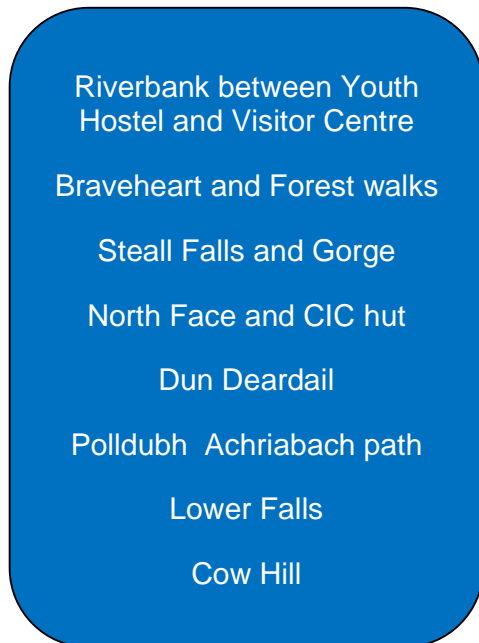 Riverbank between Youth
Hostel and Visitor Centre
Braveheart and Forest walks
Steall Falls and Gorge
North Face and CIC hut
Dun Deardail
Polldubh  Achriabach path
Lower Falls
Cow Hill